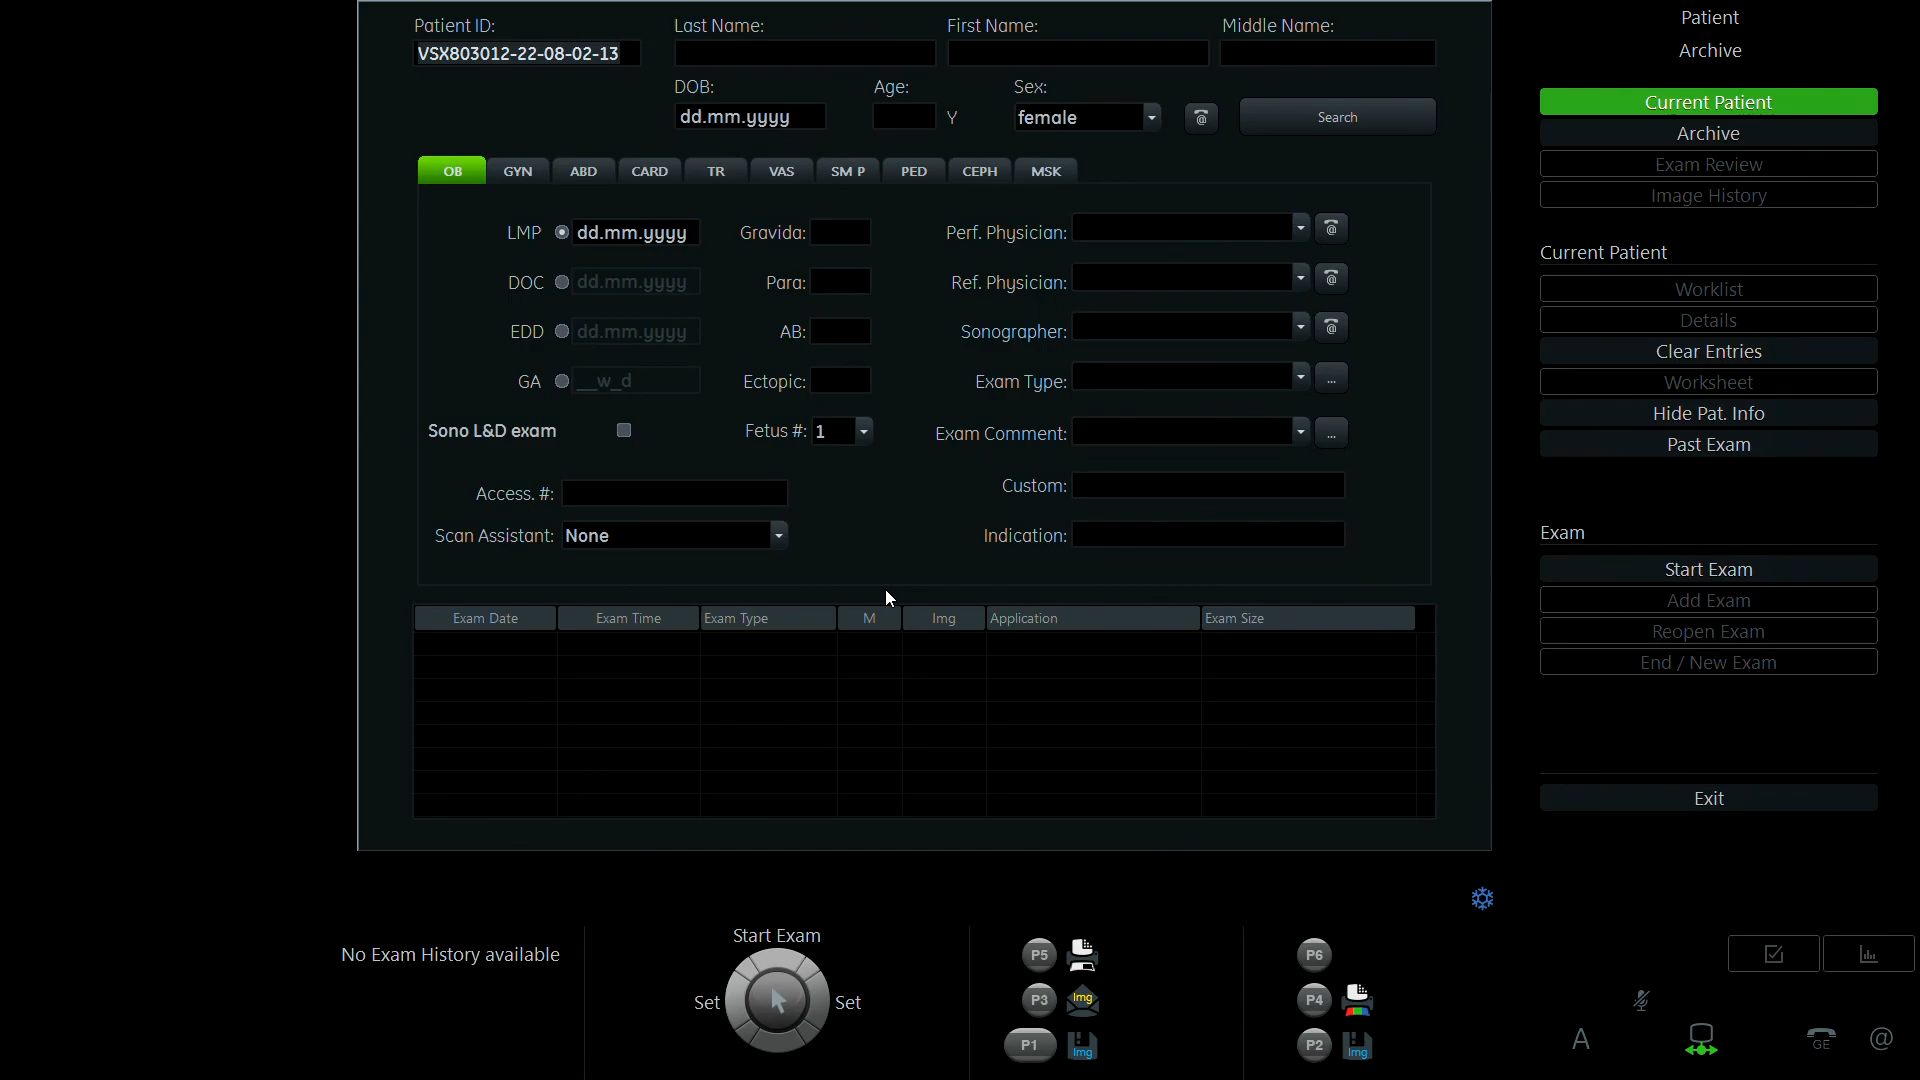 Patient ID: Last Name: First Name: Middle Name:
VSX803012-22-08-02-13
DOB: Age: Sex:
dd.mm.yyyy Y female @ Search
OB GYN ABD CARD TR VAS SM P PED CEPH MSK
LMP dd.mm.yyyy Gravida: Perf. Physician: @
DOC dd.mm.yyyy Para: Ref. Physician: @
EDD dd.mm.yyyy AB: Sonographer: @
GA __w_d Ectopic: Exam Type: ...
Sono L&D exam Fetus #: 1 Exam Comment: ...
Access. #: Custom:
Scan Assistant: None Indication:
Exam Date Exam Time Exam Type M Img Application Exam Size
Patient
Archive
Current Patient
Archive
Exam Review
Image History
Current Patient
Worklist
Details
Clear Entries
Worksheet
Hide Pat. Info
Past Exam
Exam
Start Exam
Add Exam
Reopen Exam
End / New Exam
Exit
No Exam History available
Start Exam
Set Set
P5
P3 Img
P1 Img
P6
P4
P2 Img
A GE @